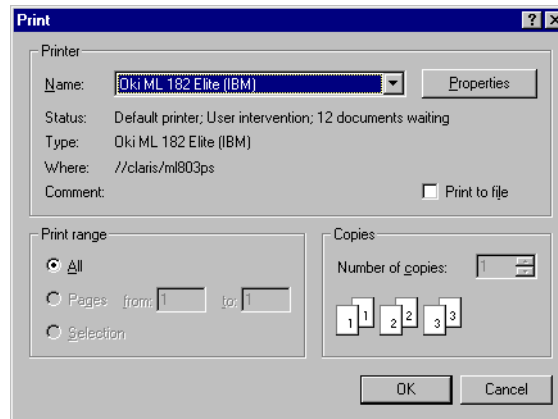 Print
Printer
Name: Oki ML 182 Elite (IBM) Properties
Status: Default printer; User intervention; 12 documents waiting
Type: Oki ML 182 Elite (IBM)
Where: //claris/ml803ps
Comment: Print to file
Print range
All
Pages from: 1 to: 1
Selection
Copies
Number of copies: 1
1 1 2 2 3 3
OK Cancel